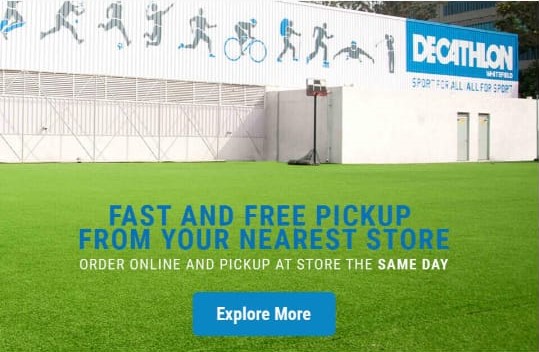 DECATHLON
WHITEFIELD
SPORT FOR ALL / ALL FOR SPORT
FAST AND FREE PICKUP
FROM YOUR NEAREST STORE
ORDER ONLINE AND PICKUP AT STORE THE SAME DAY
Explore More